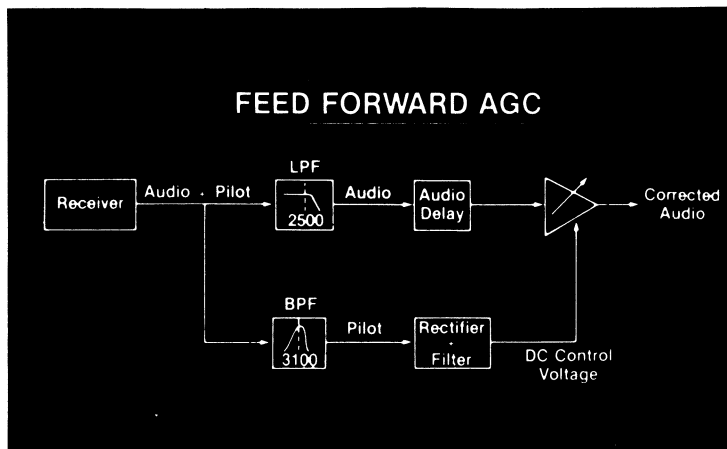 FEED FORWARD AGC
LPF
Receiver
Audio + Pilot
2500
Audio
Audio
Delay
Corrected
Audio
BPF
3100
Pilot
Rectifier
+
Filter
DC Control
Voltage